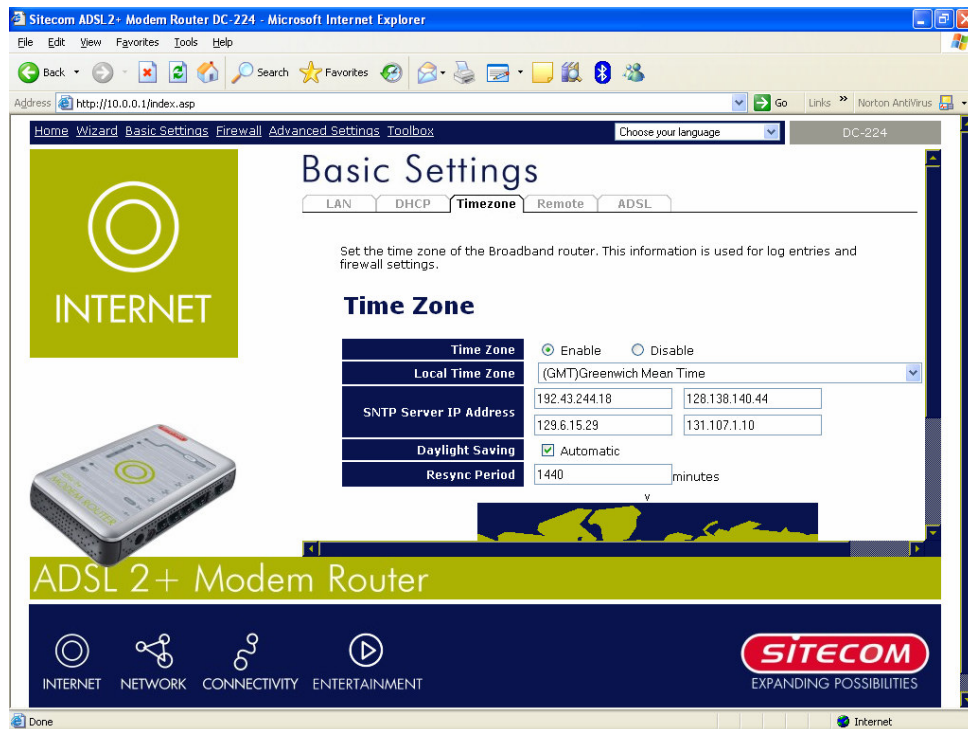 Sitecom ADSL2+ Modem Router DC-224 - Microsoft Internet Explorer
File Edit View Favorites Tools Help
Back Search Favorites
Address http://10.0.0.1/index.asp Go Links » Norton AntiVirus
Home Wizard Basic Settings Firewall Advanced Settings Toolbox Choose your language DC-224
Basic Settings
LAN DHCP Timezone Remote ADSL
Set the time zone of the Broadband router. This information is used for log entries and
firewall settings.
INTERNET
Time Zone
Time Zone Enable Disable
Local Time Zone (GMT)Greenwich Mean Time
SNTP Server IP Address 192.43.244.18 128.138.140.44
129.6.15.29 131.107.1.10
Daylight Saving Automatic
Resync Period 1440 minutes
v
MODEM ROUTER
ADSL 2+ Modem Router
INTERNET NETWORK CONNECTIVITY ENTERTAINMENT
SITECOM
EXPANDING POSSIBILITIES
Done Internet